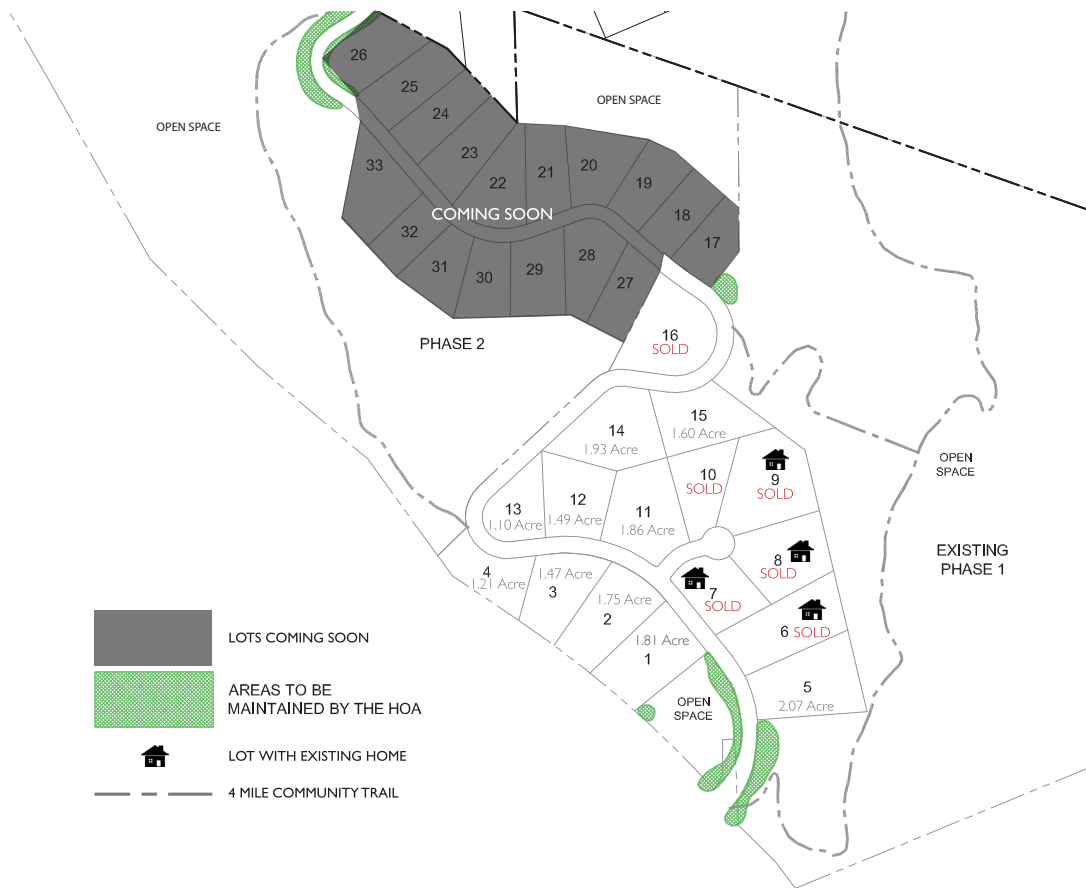 26
25
OPEN SPACE
24
OPEN SPACE
23
33
22
21
20
19
COMING SOON
18
32
17
31
30
29
28
27
16
SOLD
PHASE 2
15
1.60 Acre
14
1.93 Acre
10
SOLD
9
SOLD
OPEN
SPACE
13
1.10 Acre
12
1.49 Acre
11
1.86 Acre
8
SOLD
EXISTING
PHASE 1
4
1.21 Acre
1.47 Acre
3
1.75 Acre
2
7
SOLD
6 SOLD
1.81 Acre
1
5
2.07 Acre
OPEN
SPACE
LOTS COMING SOON
AREAS TO BE
MAINTAINED BY THE HOA
LOT WITH EXISTING HOME
4 MILE COMMUNITY TRAIL